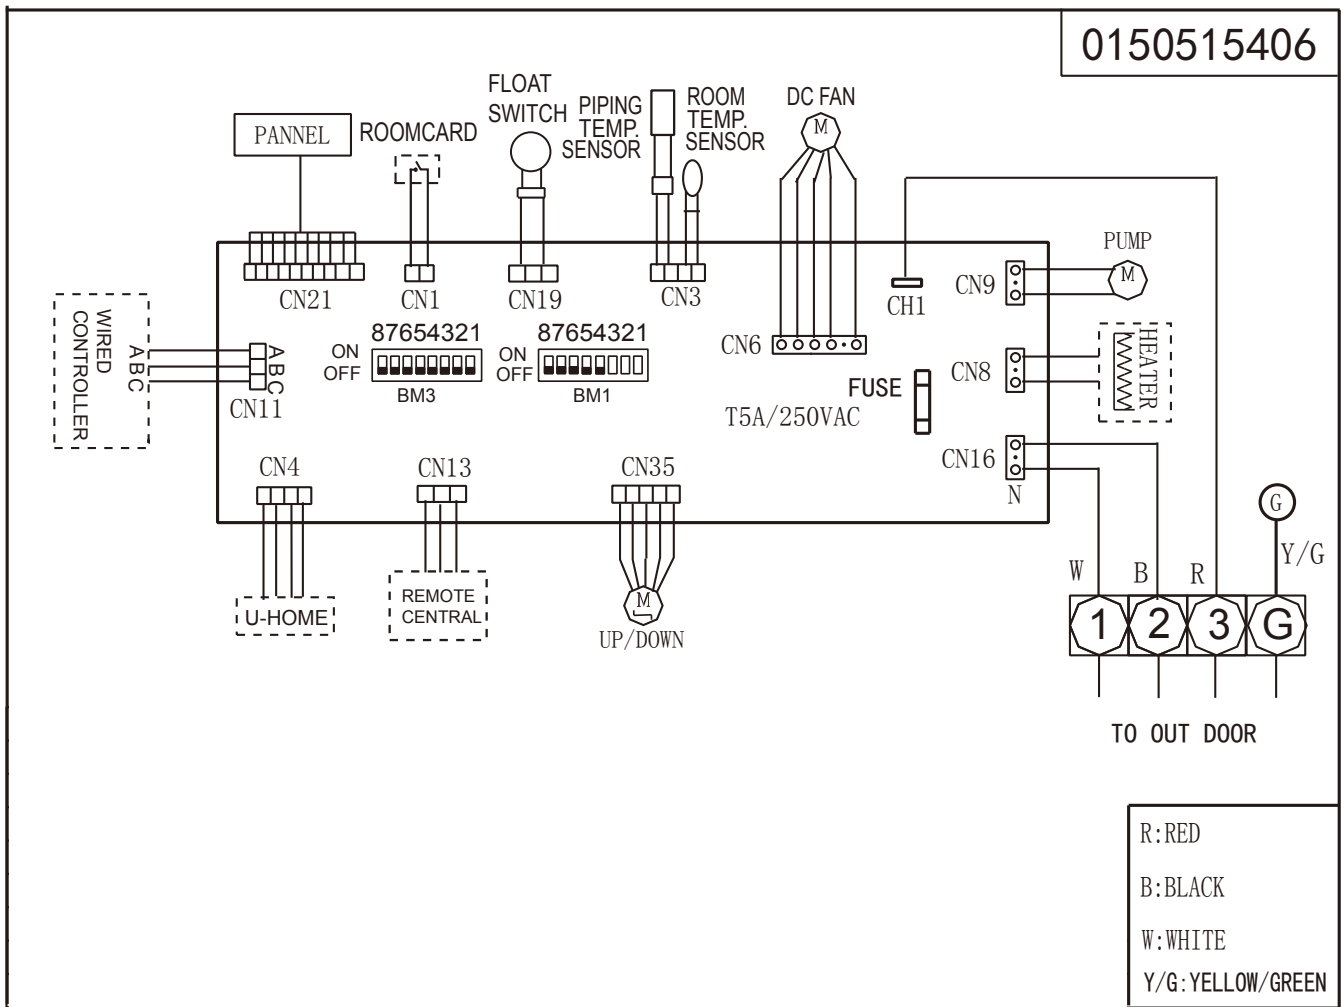 0150515406
FLOAT
SWITCH
PIPING
TEMP.
SENSOR
ROOM
TEMP.
SENSOR
DC FAN
PANNEL
ROOMCARD
M
PUMP
M
CN21
CN1
CN19
CN3
CH1
CN9
WIRED
CONTROLLER
A B C
A B C
CN11
87654321
ON
OFF
BM3
87654321
ON
OFF
BM1
CN6
CN8
HEATER
FUSE
T5A/250VAC
CN16
N
CN4
CN13
CN35
U-HOME
REMOTE
CENTRAL
M
UP/DOWN
G
Y/G
W B R
1 2 3 G
TO OUT DOOR
R:RED
B:BLACK
W:WHITE
Y/G:YELLOW/GREEN